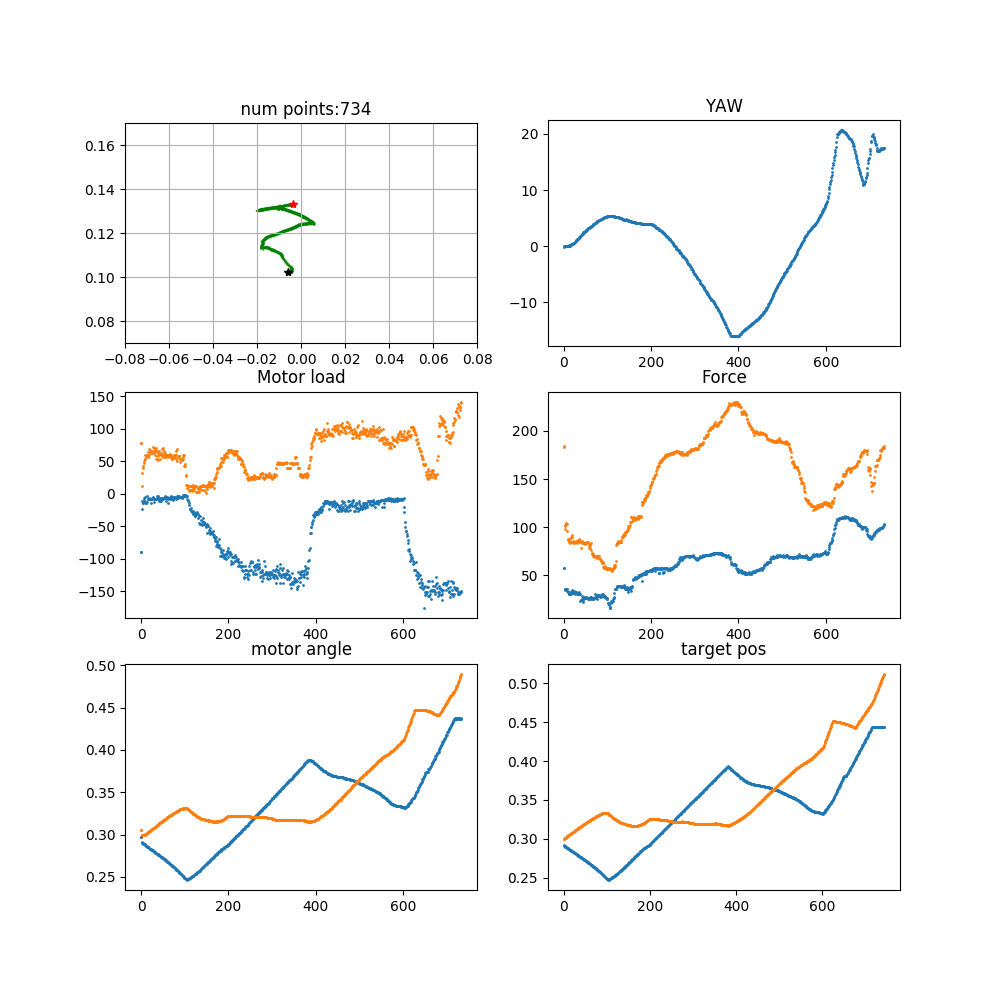 num points:734
0.16
0.14
0.12
0.10
0.08
−0.08 −0.06 −0.04 −0.02 0.00 0.02 0.04 0.06 0.08
YAW
20
10
0
−10
0 200 400 600
Motor load
150
100
50
0
−50
−100
−150
0 200 400 600
Force
200
150
100
50
0 200 400 600
motor angle
0.50
0.45
0.40
0.35
0.30
0.25
0 200 400 600
target pos
0.50
0.45
0.40
0.35
0.30
0.25
0 200 400 600